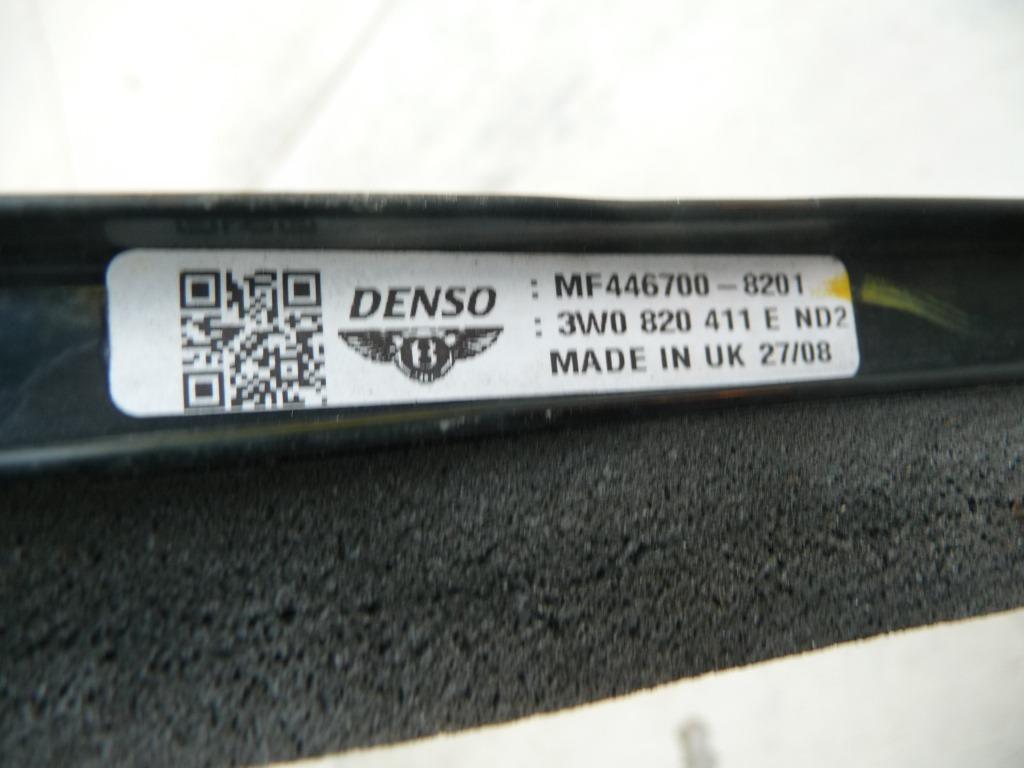 DENSO
: MF446700-8201
: 3W0 820 411 E ND2
MADE IN UK 27/08